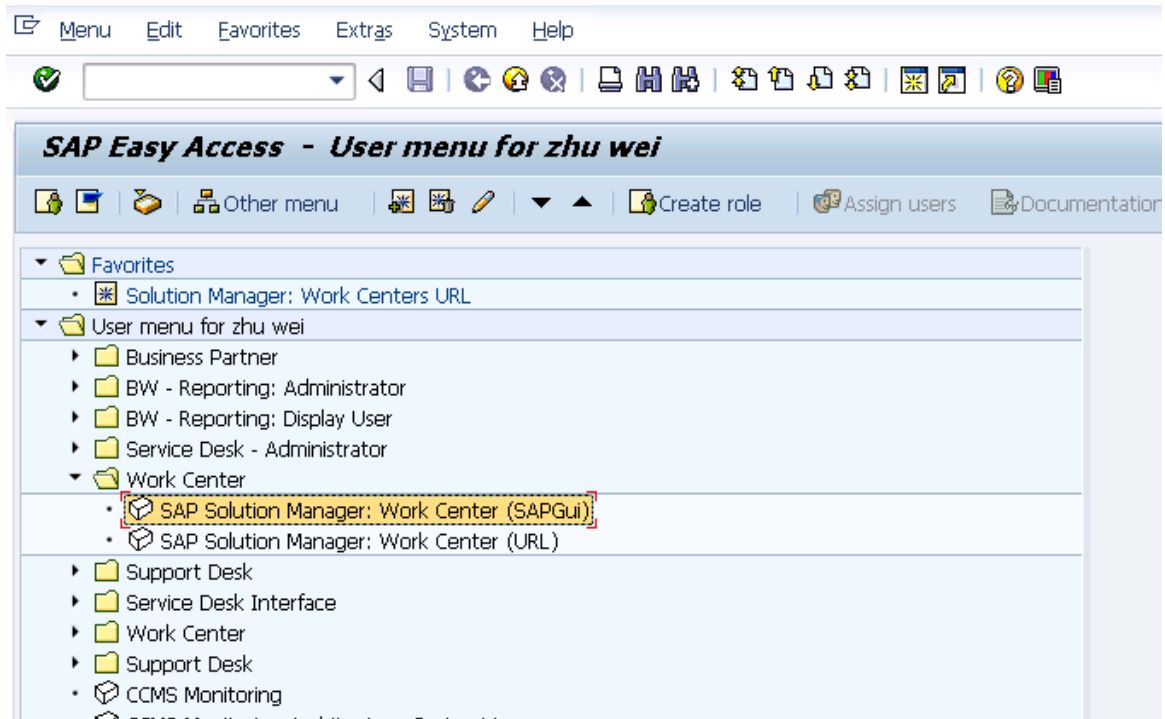 Menu Edit Favorites Extras System Help
SAP Easy Access - User menu for zhu wei
Other menu Create role Assign users Documentation
Favorites
Solution Manager: Work Centers URL
User menu for zhu wei
Business Partner
BW - Reporting: Administrator
BW - Reporting: Display User
Service Desk - Administrator
Work Center
SAP Solution Manager: Work Center (SAPGui)
SAP Solution Manager: Work Center (URL)
Support Desk
Service Desk Interface
Work Center
Support Desk
CCMS Monitoring